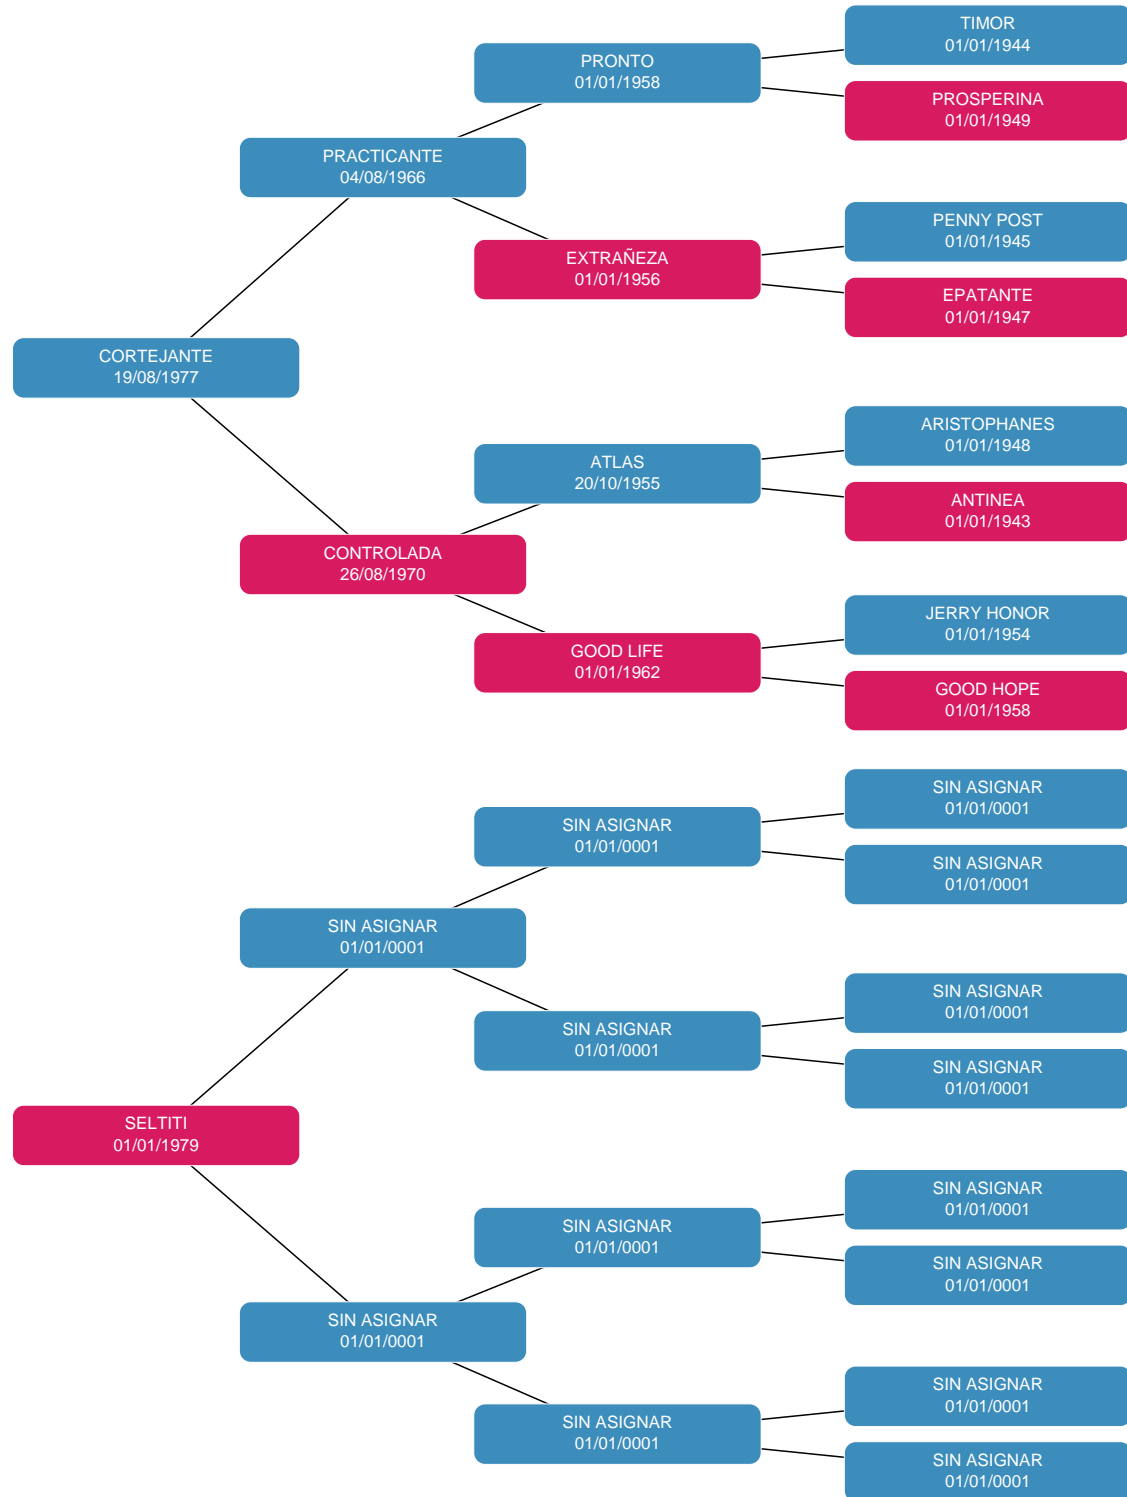 TIMOR
01/01/1944
PRONTO
01/01/1958
PROSPERINA
01/01/1949
PRACTICANTE
04/08/1966
PENNY POST
01/01/1945
EXTRAÑEZA
01/01/1956
EPATANTE
01/01/1947
CORTEJANTE
19/08/1977
ARISTOPHANES
01/01/1948
ATLAS
20/10/1955
ANTINEA
01/01/1943
CONTROLADA
26/08/1970
JERRY HONOR
01/01/1954
GOOD LIFE
01/01/1962
GOOD HOPE
01/01/1958
SIN ASIGNAR
01/01/0001
SIN ASIGNAR
01/01/0001
SIN ASIGNAR
01/01/0001
SIN ASIGNAR
01/01/0001
SIN ASIGNAR
01/01/0001
SIN ASIGNAR
01/01/0001
SIN ASIGNAR
01/01/0001
SELTITI
01/01/1979
SIN ASIGNAR
01/01/0001
SIN ASIGNAR
01/01/0001
SIN ASIGNAR
01/01/0001
SIN ASIGNAR
01/01/0001
SIN ASIGNAR
01/01/0001
SIN ASIGNAR
01/01/0001
SIN ASIGNAR
01/01/0001